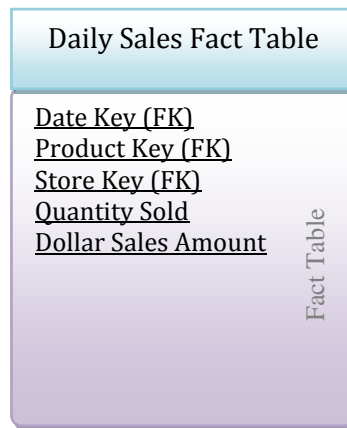 Daily Sales Fact Table
Date Key (FK)
Product Key (FK)
Store Key (FK)
Quantity Sold
Dollar Sales Amount
Fact Table